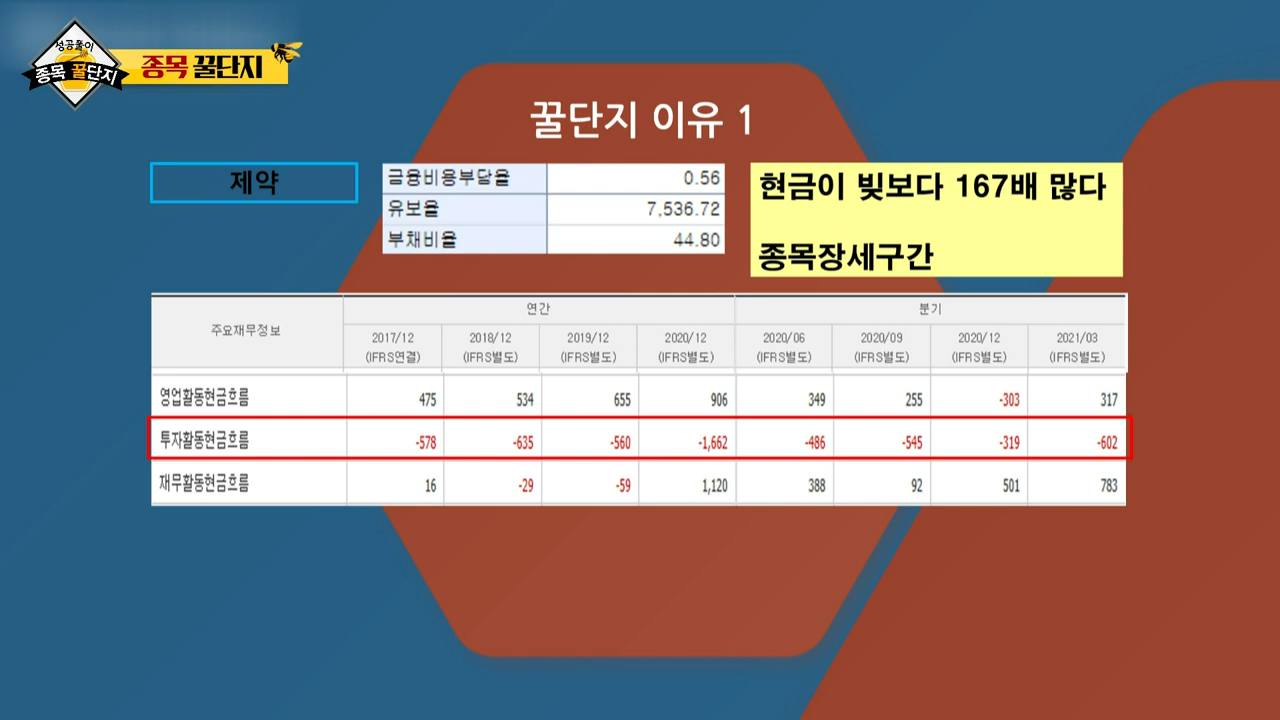 성공풀이
종목 꿀단지
종목 꿀단지
꿀단지 이유 1
제약
금융비용부담율 0.56
유보율 7,536.72
부채비율 44.80
현금이 빚보다 167배 많다
종목장세구간
주요재무정보 연간 분기
2017/12 2018/12 2019/12 2020/12 2020/06 2020/09 2020/12 2021/03
(IFRS연결) (IFRS별도) (IFRS별도) (IFRS별도) (IFRS별도) (IFRS별도) (IFRS별도) (IFRS별도)
영업활동현금흐름 475 534 655 906 349 255 -303 317
투자활동현금흐름 -578 -635 -560 -1,662 -486 -545 -319 -602
재무활동현금흐름 16 -29 -59 1,120 388 92 501 783